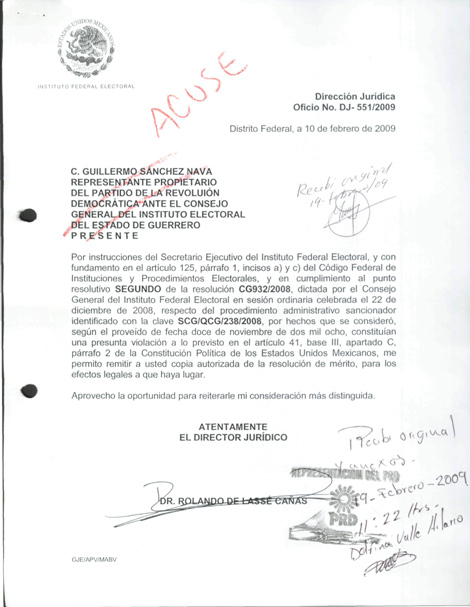 ESTADOS UNIDOS MEXICANOS
INSTITUTO FEDERAL ELECTORAL
ACUSE
Dirección Jurídica
Oficio No. DJ- 551/2009
Distrito Federal, a 10 de febrero de 2009
C. GUILLERMO SÁNCHEZ NAVA
REPRESENTANTE PROPIETARIO
DEL PARTIDO DE LA REVOLUIÓN
DEMOCRÁTICA ANTE EL CONSEJO
GENERAL DEL INSTITUTO ELECTORAL
DEL ESTADO DE GUERRERO
P R E S E N T E
Recibi original
19- /09
Por instrucciones del Secretario Ejecutivo del Instituto Federal Electoral, y con
fundamento en el artículo 125, párrafo 1, incisos a) y c) del Código Federal de
Instituciones y Procedimientos Electorales, y en cumplimiento al punto
resolutivo SEGUNDO de la resolución CG932/2008, dictada por el Consejo
General del Instituto Federal Electoral en sesión ordinaria celebrada el 22 de
diciembre de 2008, respecto del procedimiento administrativo sancionador
identificado con la clave SCG/QCG/238/2008, por hechos que se consideró,
según el proveído de fecha doce de noviembre de dos mil ocho, constituían
una presunta violación a lo previsto en el artículo 41, base III, apartado C,
párrafo 2 de la Constitución Política de los Estados Unidos Mexicanos, me
permito remitir a usted copia autorizada de la resolución de mérito, para los
efectos legales a que haya lugar.
Aprovecho la oportunidad para reiterarle mi consideración más distinguida.
ATENTAMENTE
EL DIRECTOR JURÍDICO
DR. ROLANDO DE LASSÉ CAÑAS
Recibi original
y anexos.
REPRESENTACIÓN DEL PRD
19-Febrero-2009
PRD
11:22 Hrs.
Valle Milano
GJE/APV/MABV